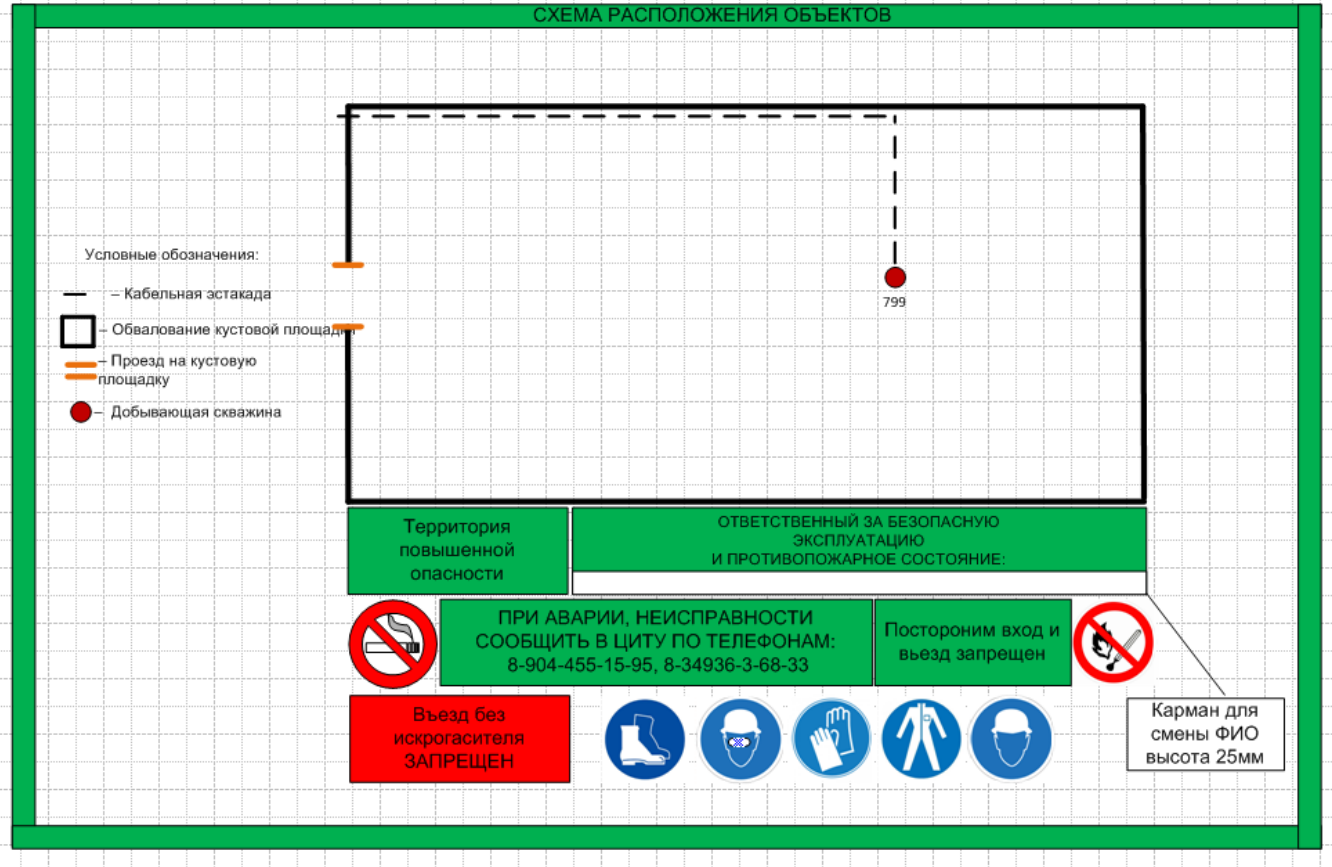 СХЕМА РАСПОЛОЖЕНИЯ ОБЪЕКТОВ
Условные обозначения:
– Кабельная эстакада
– Обвалование кустовой площадки
– Проезд на кустовую
площадку
– Добывающая скважина
799
Территория
повышенной
опасности
ОТВЕТСТВЕННЫЙ ЗА БЕЗОПАСНУЮ
ЭКСПЛУАТАЦИЮ
И ПРОТИВОПОЖАРНОЕ СОСТОЯНИЕ:
ПРИ АВАРИИ, НЕИСПРАВНОСТИ
СООБЩИТЬ В ЦИТУ ПО ТЕЛЕФОНАМ:
8-904-455-15-95, 8-34936-3-68-33
Постороним вход и
вьезд запрещен
Въезд без
искрогасителя
ЗАПРЕЩЕН
Карман для
смены ФИО
высота 25мм